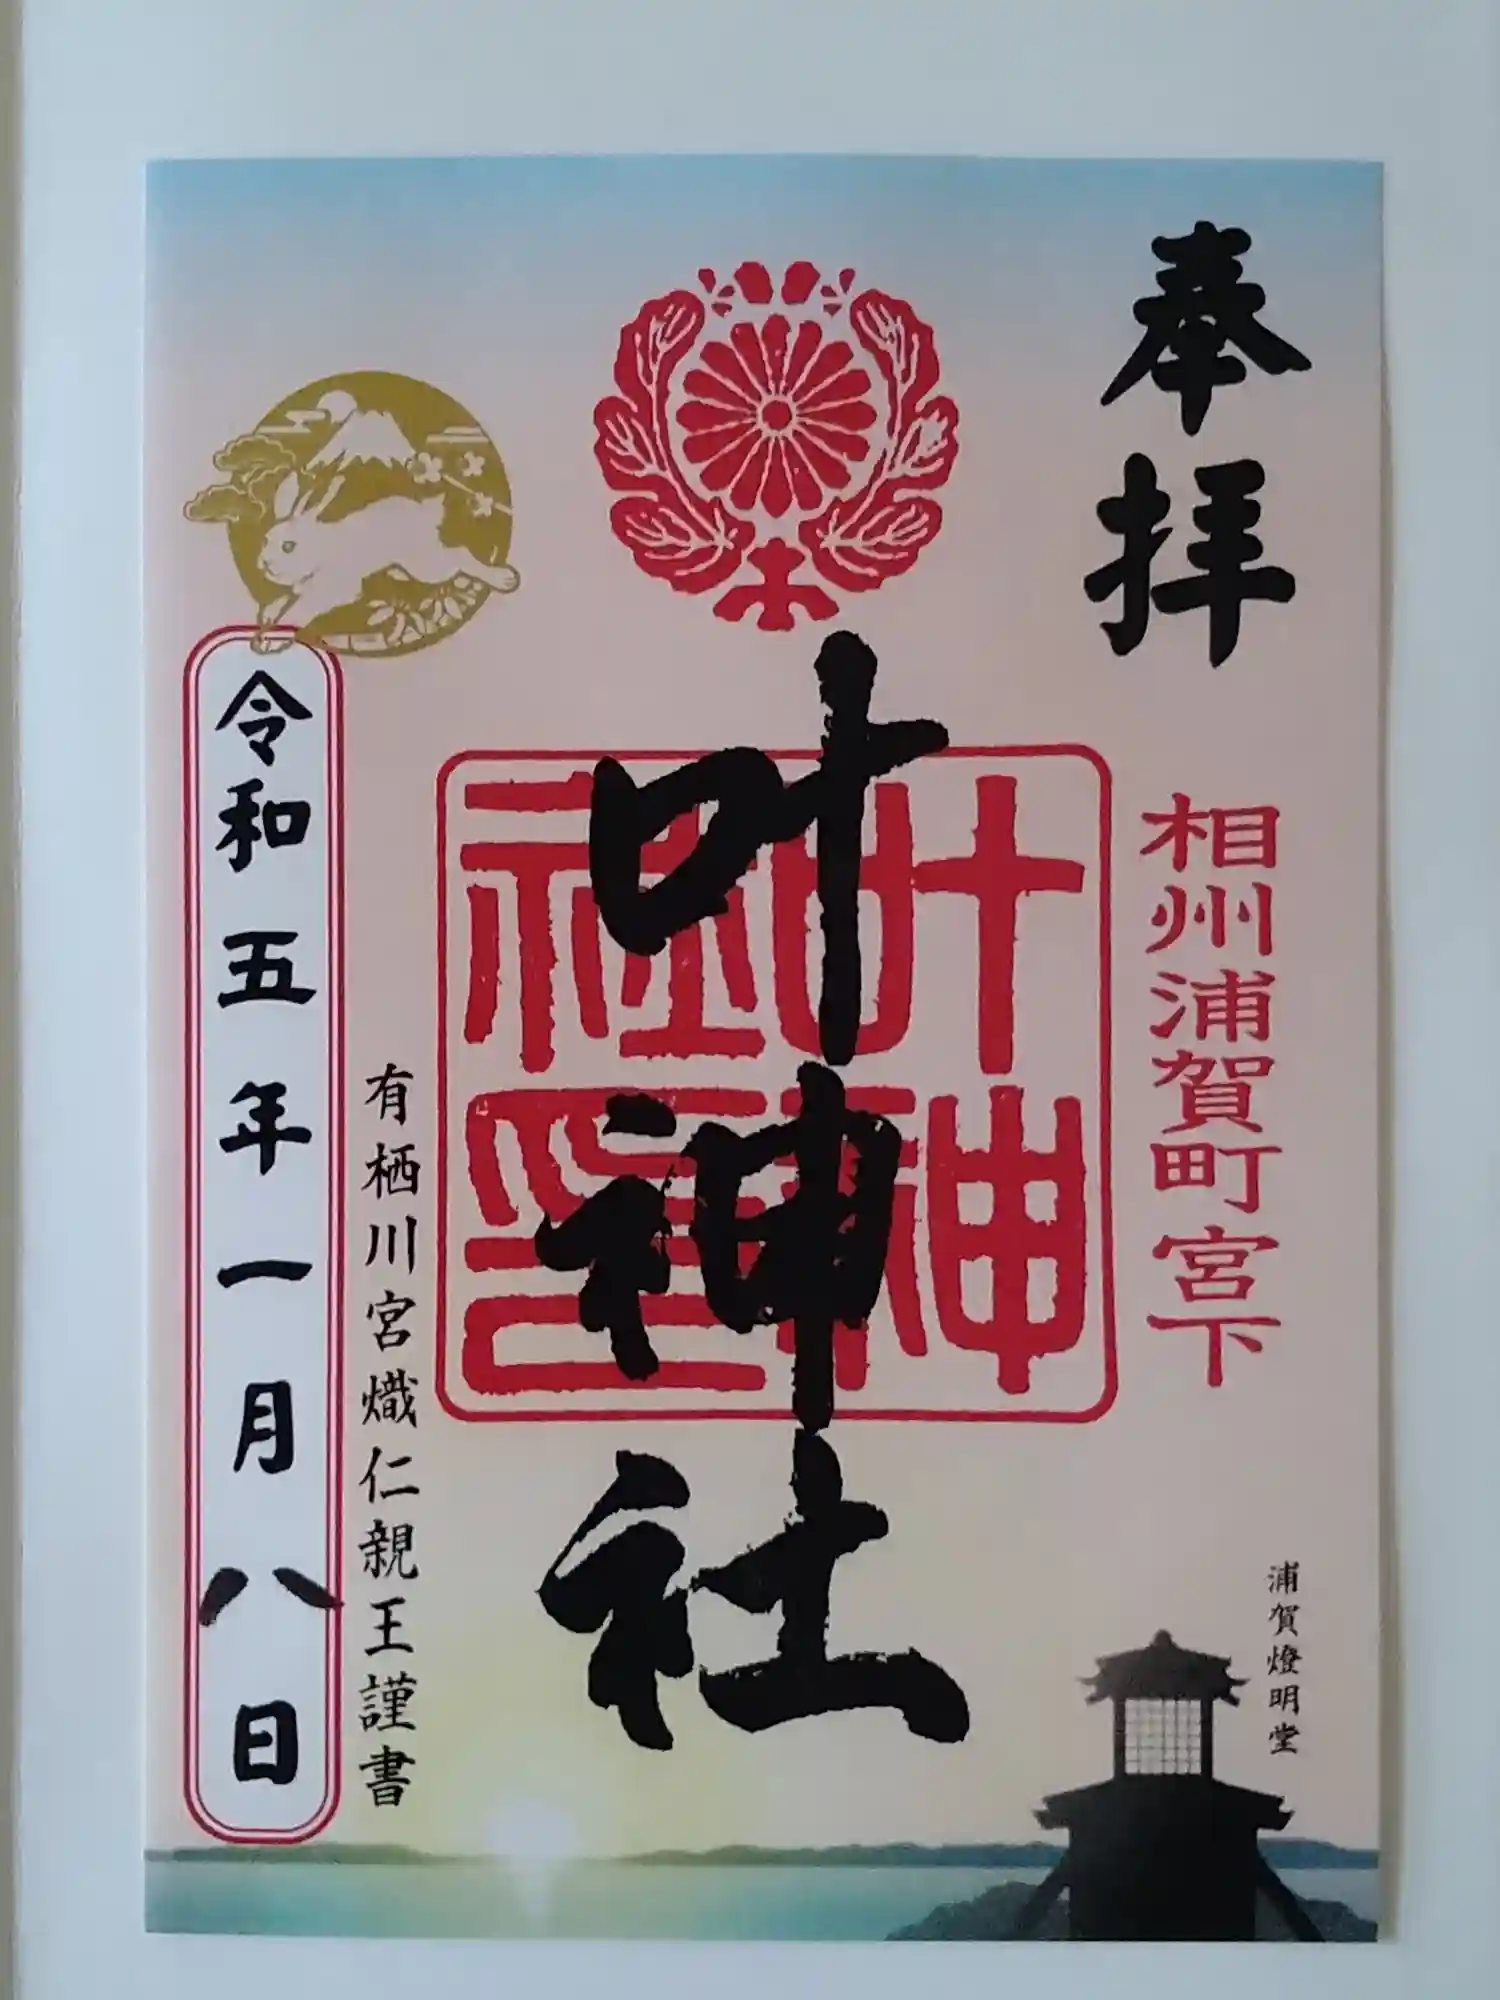 奉拝
相州浦賀町宮下
浦賀燈明堂
叶神社
叶神社印
有栖川宮熾仁親王謹書
令和五年一月八日